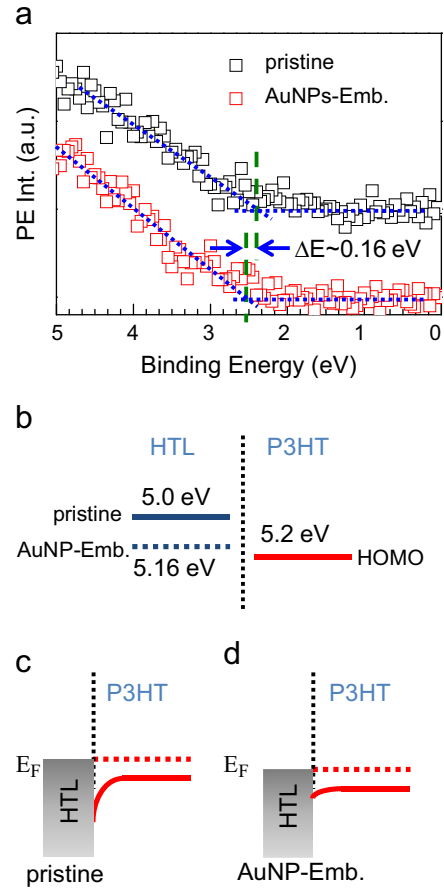 a
pristine
AuNPs-Emb.
PE Int. (a.u.)
ΔE~0.16 eV
5 4 3 2 1 0
Binding Energy (eV)
b
HTL P3HT
5.0 eV
pristine
AuNP-Emb.
5.16 eV
5.2 eV
HOMO
c d
P3HT P3HT
EF EF
HTL HTL
pristine AuNP-Emb.